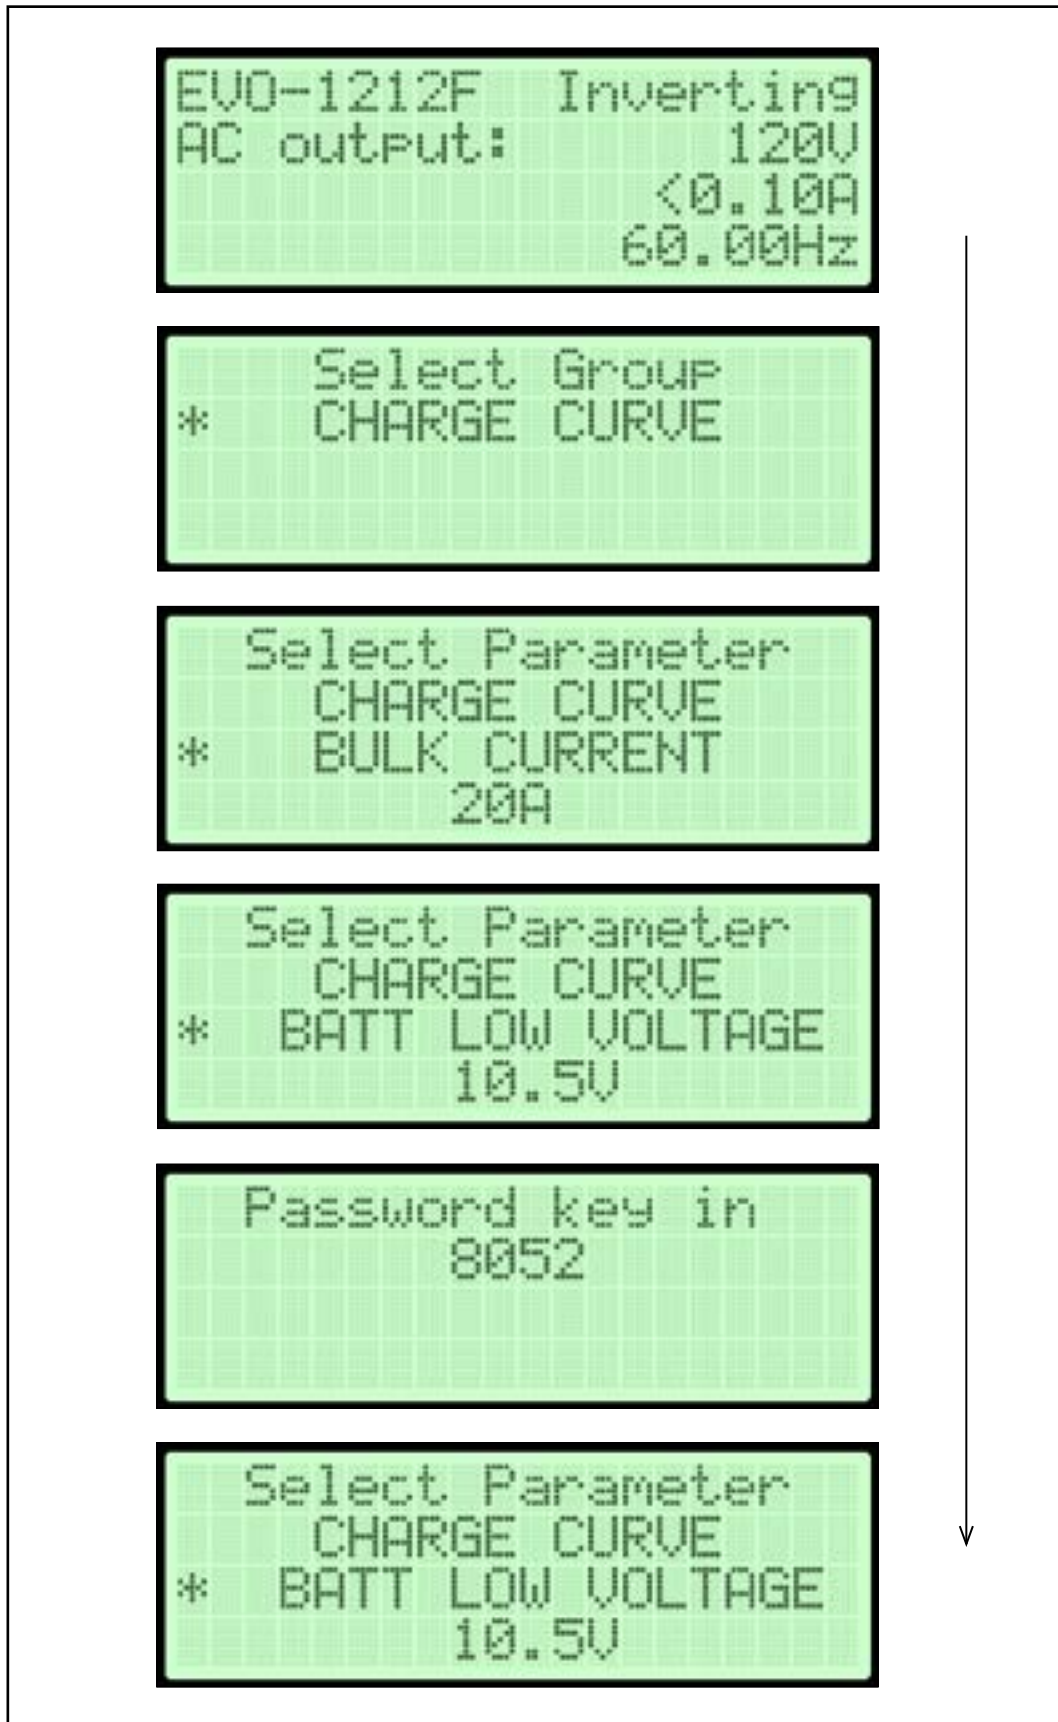 EVO-1212F Inverting
AC output: 120V
<0.10A
60.00Hz
Select Group
* CHARGE CURVE
Select Parameter
CHARGE CURVE
* BULK CURRENT
20A
Select Parameter
CHARGE CURVE
* BATT LOW VOLTAGE
10.5V
Password key in
8052
Select Parameter
CHARGE CURVE
* BATT LOW VOLTAGE
10.5V